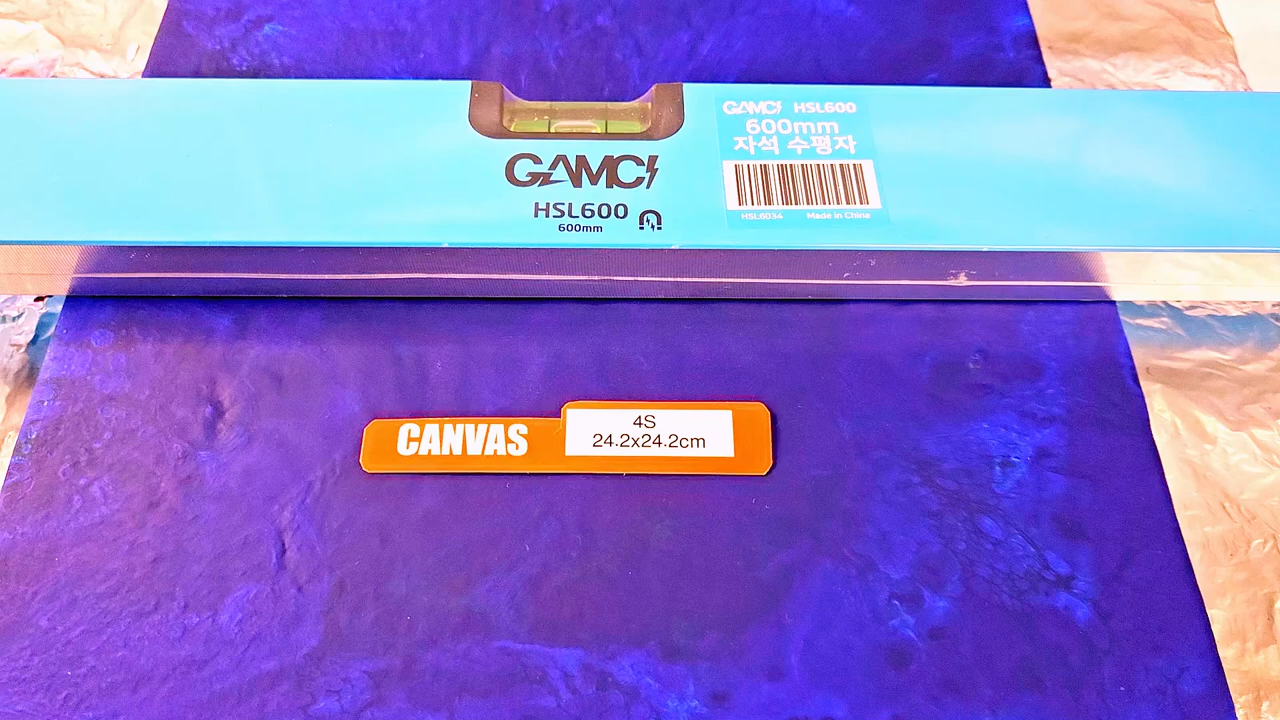 GAMCI HSL600
600mm
자석 수평자
HSL6034 Made in China
GAMCI
HSL600
600mm
CANVAS
4S
24.2x24.2cm